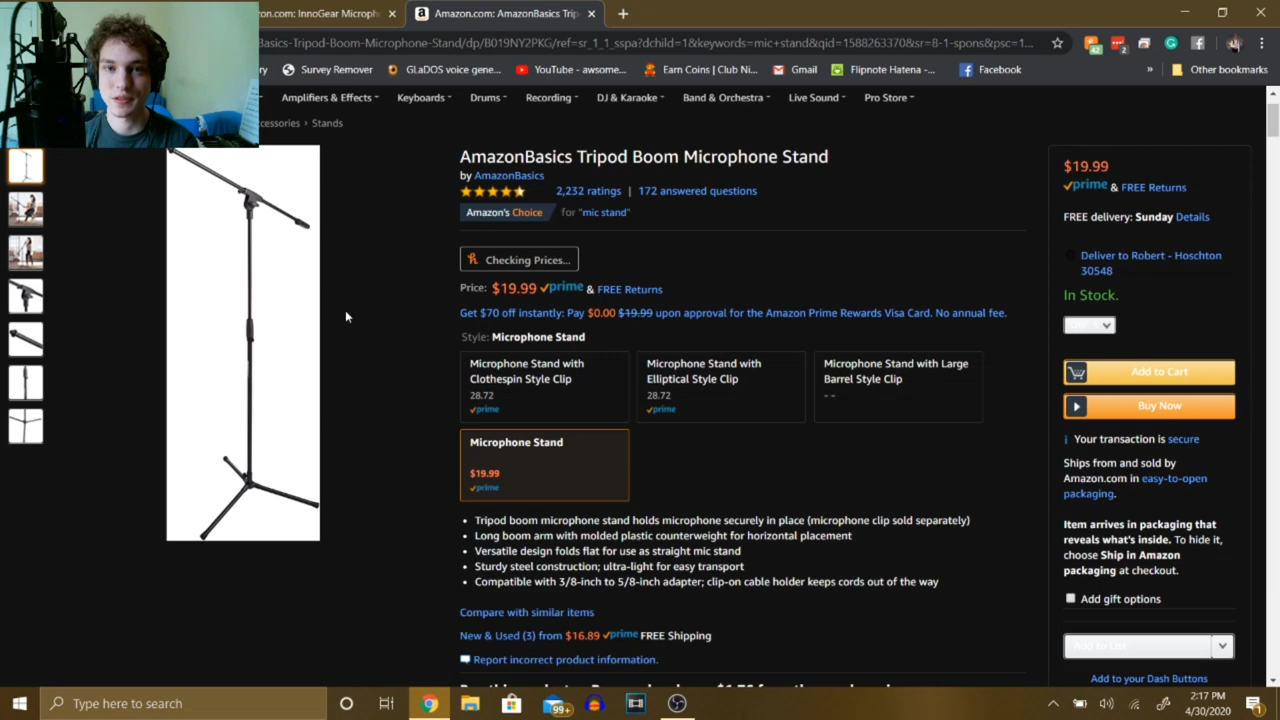 on.com: InnoGear Microph
Amazon.com: AmazonBasics Trip
Basics-Tripod-Boom-Microphone-Stand/dp/B019NY2PKG/ref=sr_1_1_sspa?dchild=1&keywords=mic+stand&qid=1588263370&sr=8-1-spons&psc=1...
42
2
ry
Survey Remover
GLaDOS voice gene...
YouTube - awsome...
Earn Coins | Club Ni...
Gmail
Flipnote Hatena -...
Facebook
»
Other bookmarks
Amplifiers & Effects
Keyboards
Drums
Recording
DJ & Karaoke
Band & Orchestra
Live Sound
Pro Store
cessories › Stands
AmazonBasics Tripod Boom Microphone Stand
by AmazonBasics
2,232 ratings | 172 answered questions
Amazon's Choice for "mic stand"
Checking Prices...
Price: $19.99 prime & FREE Returns
Get $70 off instantly: Pay $0.00 $19.99 upon approval for the Amazon Prime Rewards Visa Card. No annual fee.
Style: Microphone Stand
Microphone Stand with
Clothespin Style Clip
28.72
prime
Microphone Stand with
Elliptical Style Clip
28.72
prime
Microphone Stand with Large
Barrel Style Clip
- -
Microphone Stand
$19.99
prime
• Tripod boom microphone stand holds microphone securely in place (microphone clip sold separately)
• Long boom arm with molded plastic counterweight for horizontal placement
• Versatile design folds flat for use as straight mic stand
• Sturdy steel construction; ultra-light for easy transport
• Compatible with 3/8-inch to 5/8-inch adapter; clip-on cable holder keeps cords out of the way
Compare with similar items
New & Used (3) from $16.89 prime FREE Shipping
Report incorrect product information.
$19.99
prime & FREE Returns
FREE delivery: Sunday Details
Deliver to Robert - Hoschton
30548
In Stock.
Add to Cart
Buy Now
Your transaction is secure
Ships from and sold by
Amazon.com in easy-to-open
packaging.
Item arrives in packaging that
reveals what's inside. To hide it,
choose Ship in Amazon
packaging at checkout.
Add gift options
Add to List
Add to your Dash Buttons
Type here to search
99+
2:17 PM
4/30/2020
1